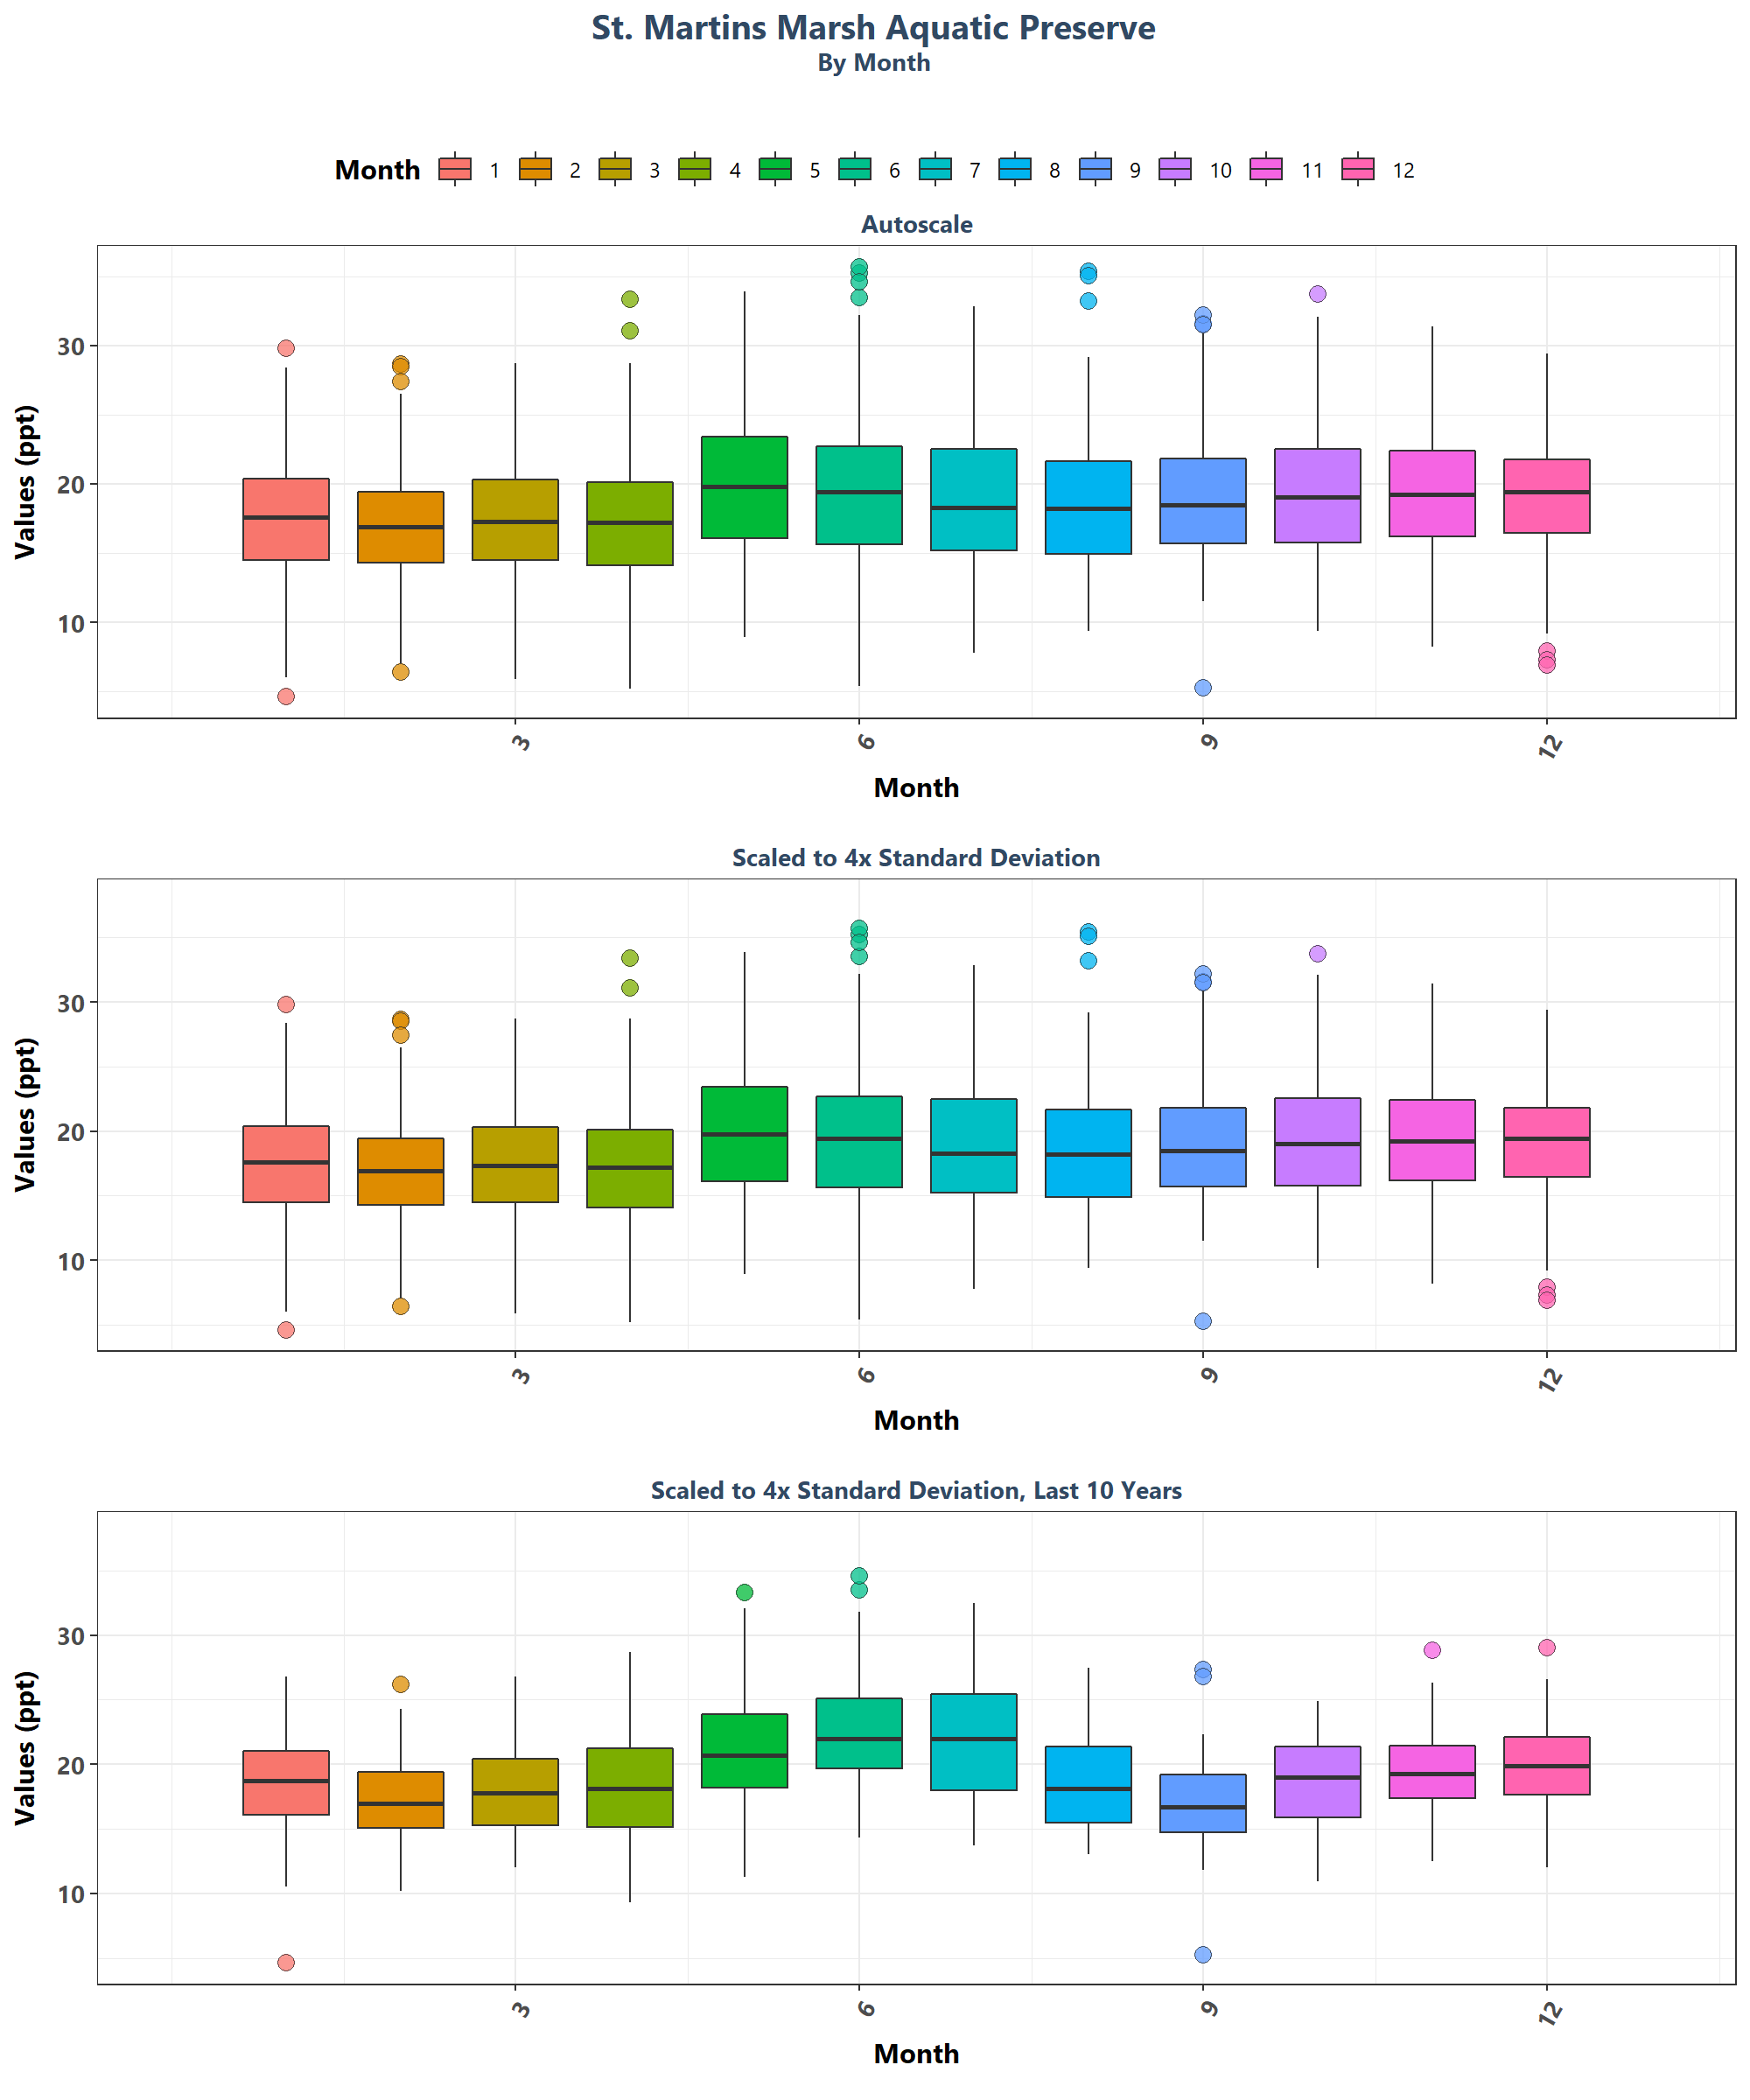 St. Martins Marsh Aquatic Preserve
By Month
Month 1 2 3 4 5 6 7 8 9 10 11 12
Autoscale
Values (ppt)
30
20
10
3 6 9 12
Month
Scaled to 4x Standard Deviation
Values (ppt)
30
20
10
3 6 9 12
Month
Scaled to 4x Standard Deviation, Last 10 Years
Values (ppt)
30
20
10
3 6 9 12
Month